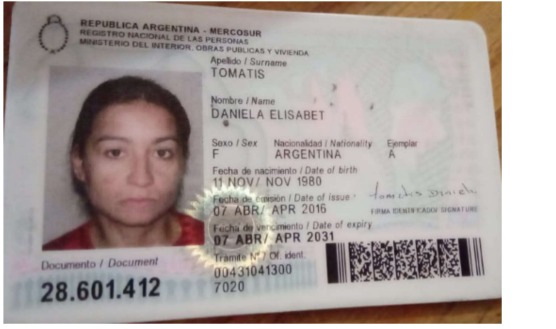 REPUBLICA ARGENTINA - MERCOSUR
REGISTRO NACIONAL DE LAS PERSONAS
MINISTERIO DEL INTERIOR, OBRAS PUBLICAS Y VIVIENDA
Apellido / Surname
TOMATIS
Nombre / Name
DANIELA ELISABET
Sexo / Sex Nacionalidad / Nationality Ejemplar
F ARGENTINA A
Fecha de nacimiento / Date of birth
11 NOV/ NOV 1980
Fecha de emisión / Date of issue
07 ABR/ APR 2016
FIRMA IDENTIFICADO/ SIGNATURE
Fecha de vencimiento / Date of expiry
07 ABR/ APR 2031
Tramite N° / Of. ident.
00431041300
7020
Documento / Document
28.601.412